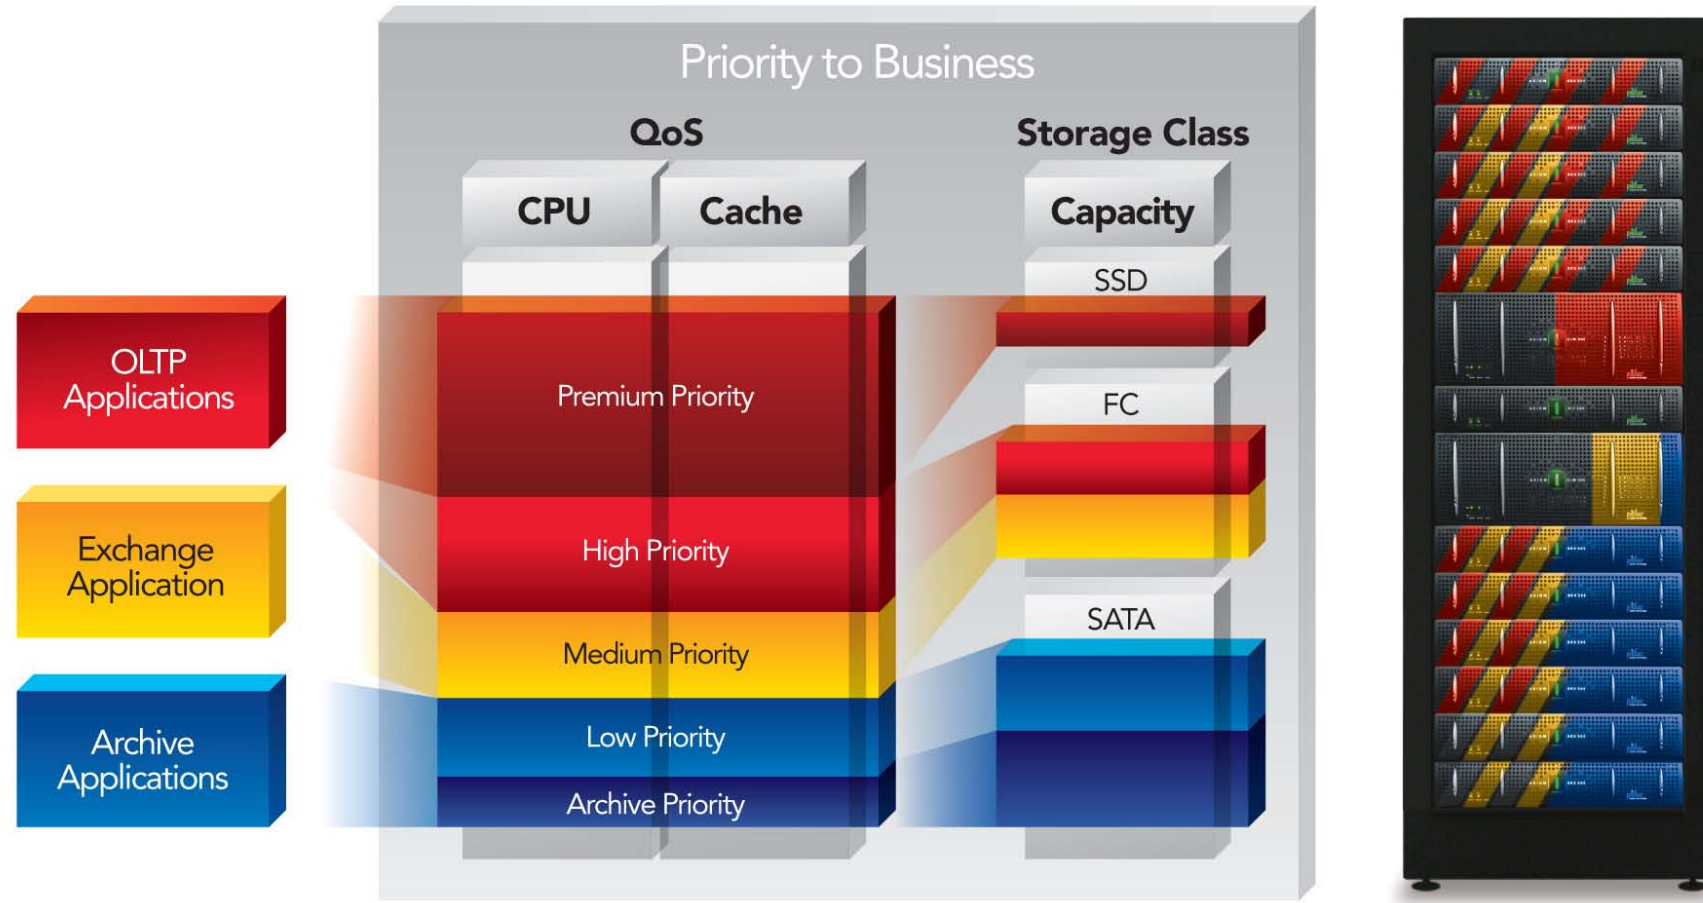 Priority to Business
QoS
Storage Class
CPU
Cache
Capacity
SSD
OLTP
Applications
Premium Priority
FC
Exchange
Application
High Priority
SATA
Medium Priority
Archive
Applications
Low Priority
Archive Priority